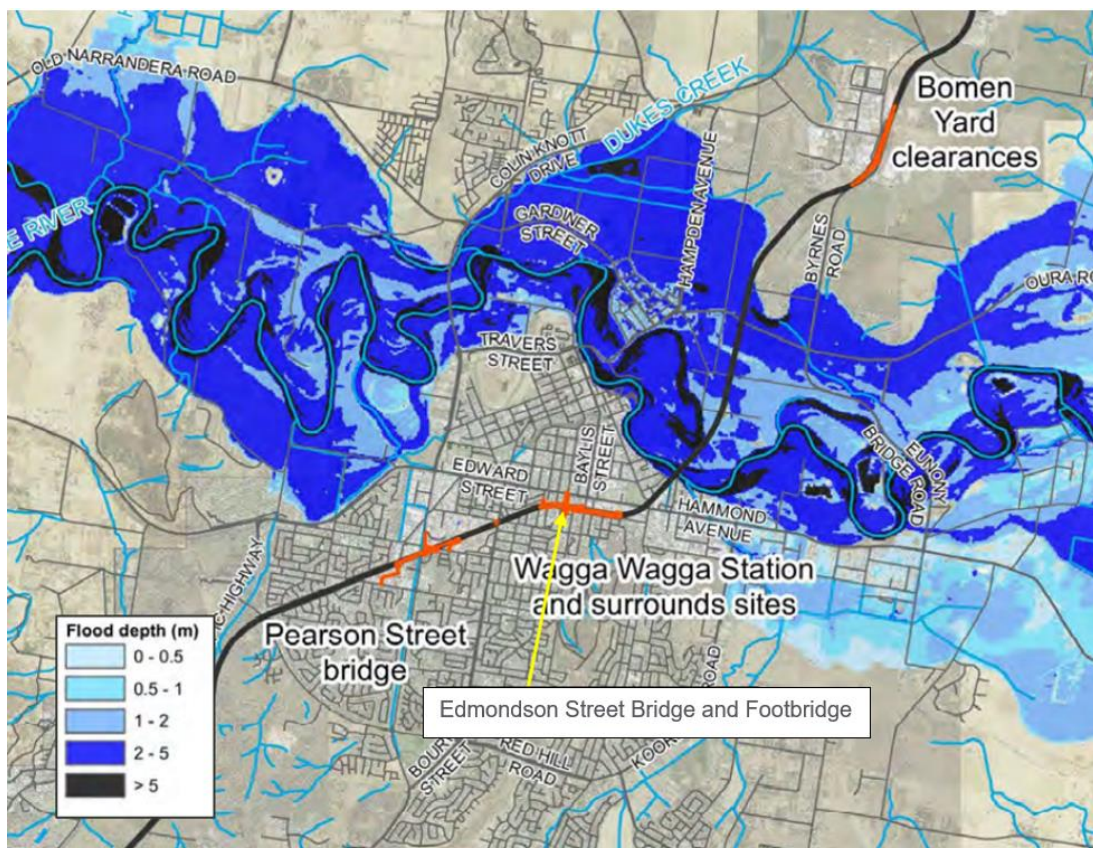 OLD NARRANDERA ROAD
DUKES CREEK
COLIN KNOTT
DRIVE
GARDINER
STREET
HAMPDEN AVENUE
Bomen
Yard
clearances
BYRNES
ROAD
E RIVER
OURA RO
TRAVERS
STREET
BAYLIS
STREET
EDWARD
STREET
HAMMOND
AVENUE
EUNONY
BRIDGE ROAD
Wagga Wagga Station
and surrounds sites
Pearson Street
bridge
IC HIGHWAY
Flood depth (m)
0 - 0.5
0.5 - 1
1 - 2
2 - 5
> 5
Edmondson Street Bridge and Footbridge
BOUR
STREET
RED HILL
ROAD
KOOR
ROAD